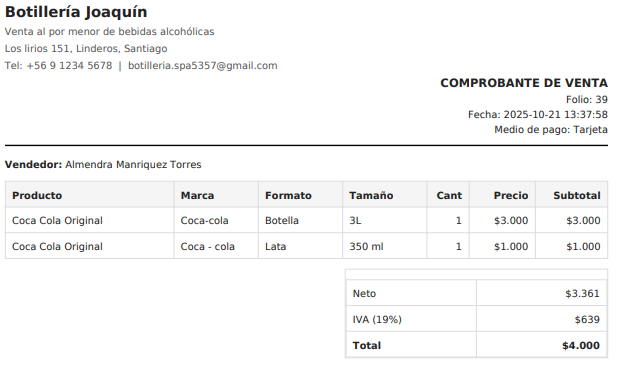 Botillería Joaquín
Venta al por menor de bebidas alcohólicas
Los lirios 151, Linderos, Santiago
Tel: +56 9 1234 5678 | botilleria.spa5357@gmail.com
COMPROBANTE DE VENTA
Folio: 39
Fecha: 2025-10-21 13:37:58
Medio de pago: Tarjeta
Vendedor: Almendra Manriquez Torres
Producto Marca Formato Tamaño Cant Precio Subtotal
Coca Cola Original Coca-cola Botella 3L 1 $3.000 $3.000
Coca Cola Original Coca - cola Lata 350 ml 1 $1.000 $1.000
Neto $3.361
IVA (19%) $639
Total $4.000